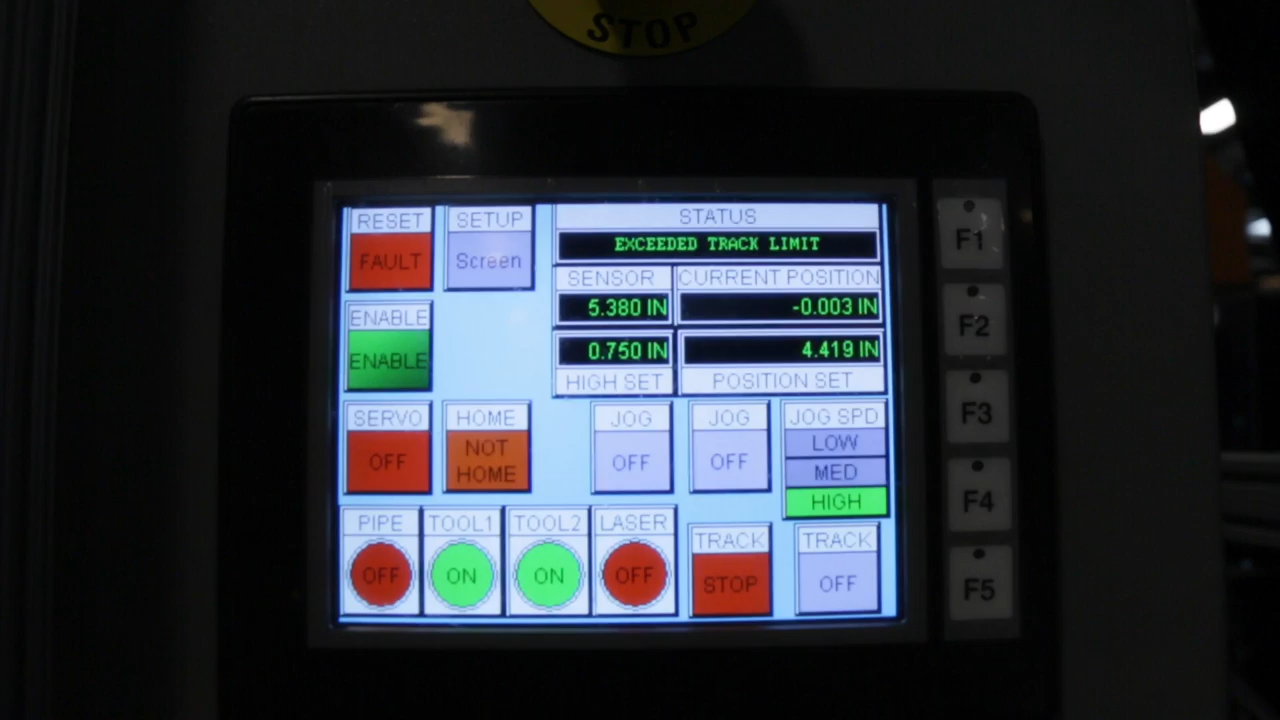 STOP
RESET
FAULT
SETUP
Screen
STATUS
EXCEEDED TRACK LIMIT
SENSOR
CURRENT POSITION
5.380 IN
-0.003 IN
0.750 IN
4.419 IN
HIGH SET
POSITION SET
ENABLE
ENABLE
SERVO
OFF
HOME
NOT
HOME
JOG
OFF
JOG
OFF
JOG SPD
LOW
MED
HIGH
PIPE
OFF
TOOL1
ON
TOOL2
ON
LASER
OFF
TRACK
STOP
TRACK
OFF
F1
F2
F3
F4
F5